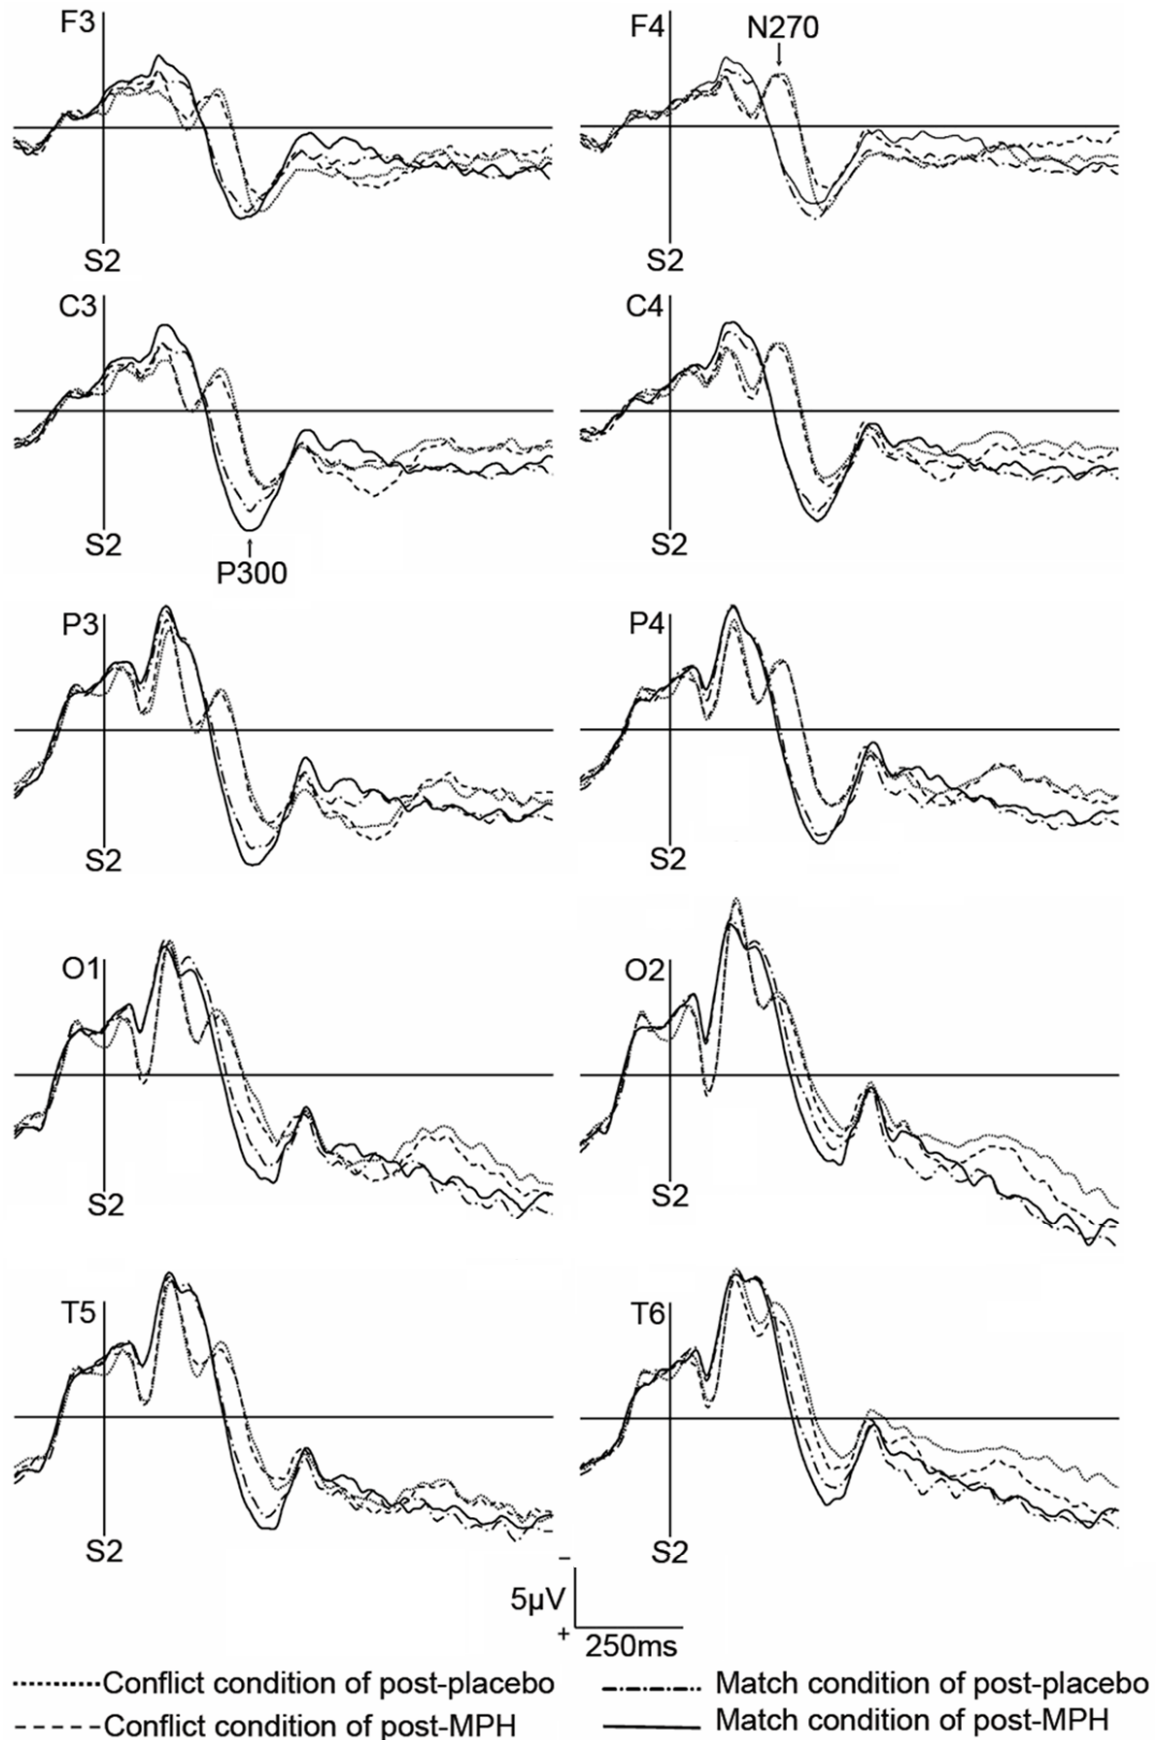 F3
F4
N270
S2
S2
C3
C4
S2
S2
P300
P3
P4
S2
S2
O1
O2
S2
S2
T5
T6
S2
S2
−
5µV
+
250ms
Conflict condition of post-placebo
Match condition of post-placebo
Conflict condition of post-MPH
Match condition of post-MPH